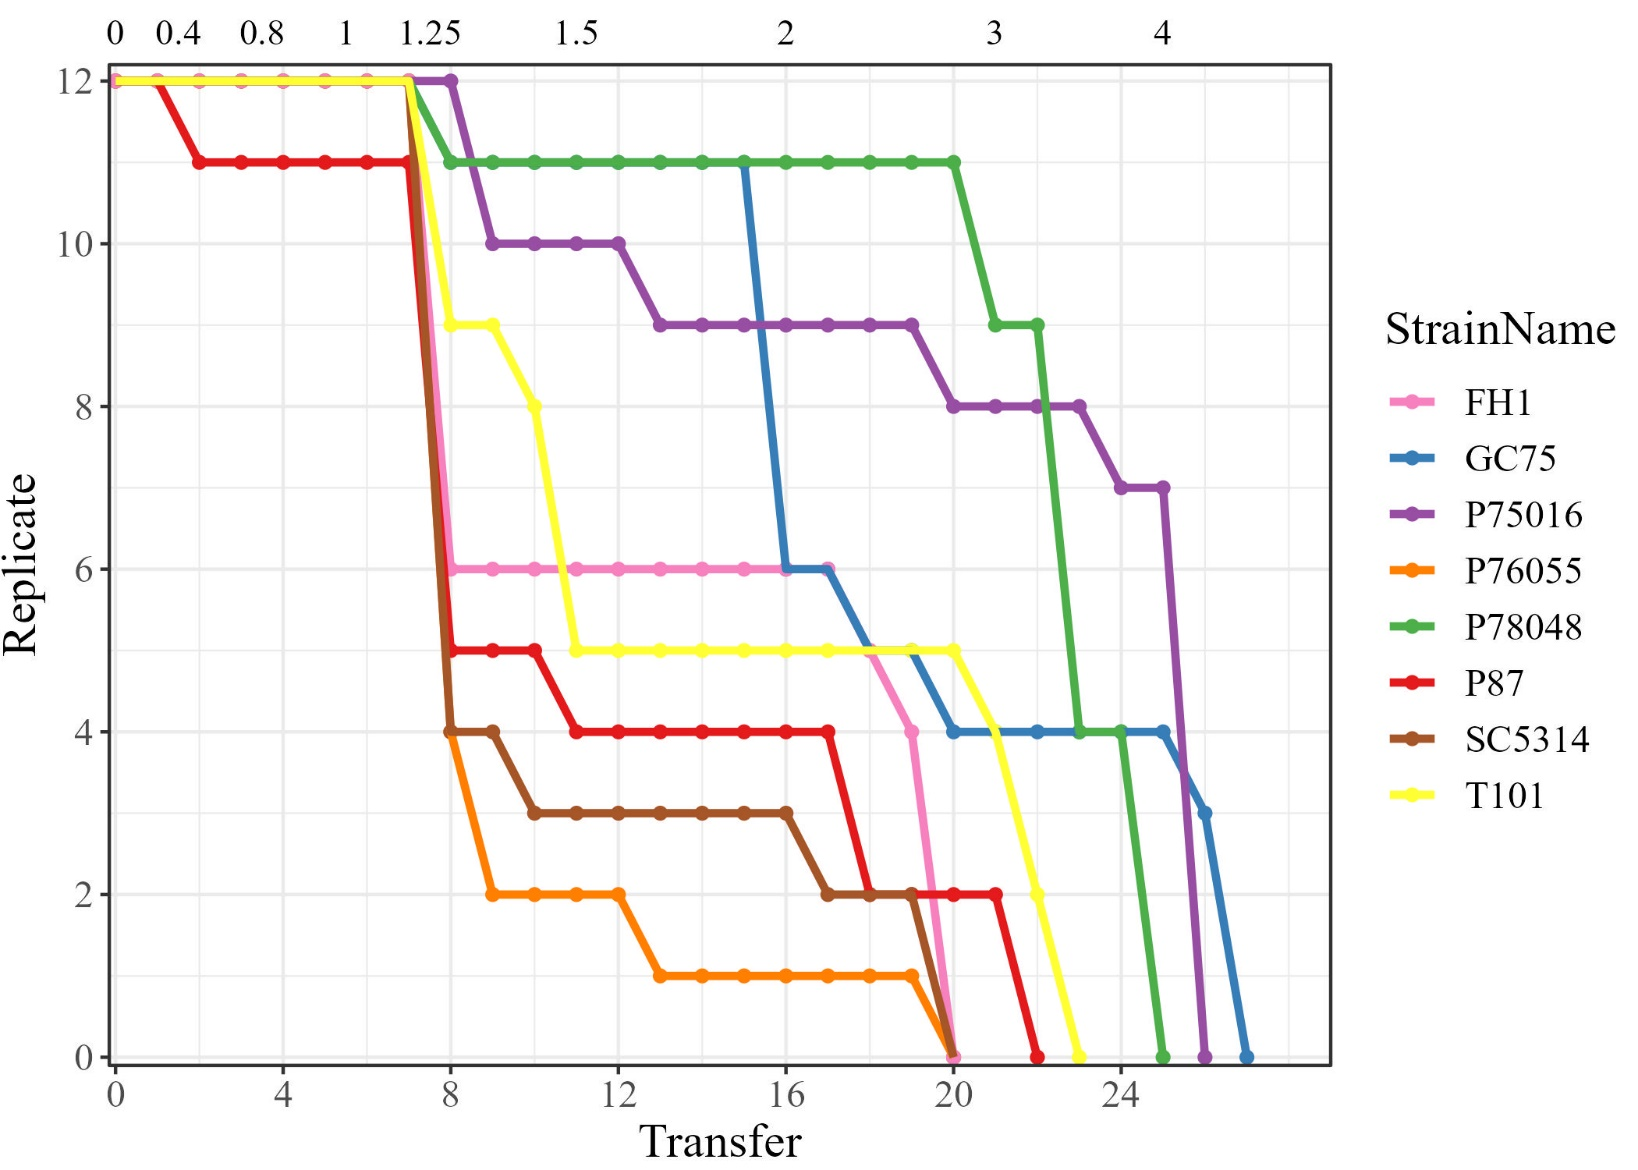 0 0.4 0.8 1 1.25 1.5 2 3 4
12
10
8
6
4
2
0
Replicate
0 4 8 12 16 20 24
Transfer
StrainName
FH1
GC75
P75016
P76055
P78048
P87
SC5314
T101